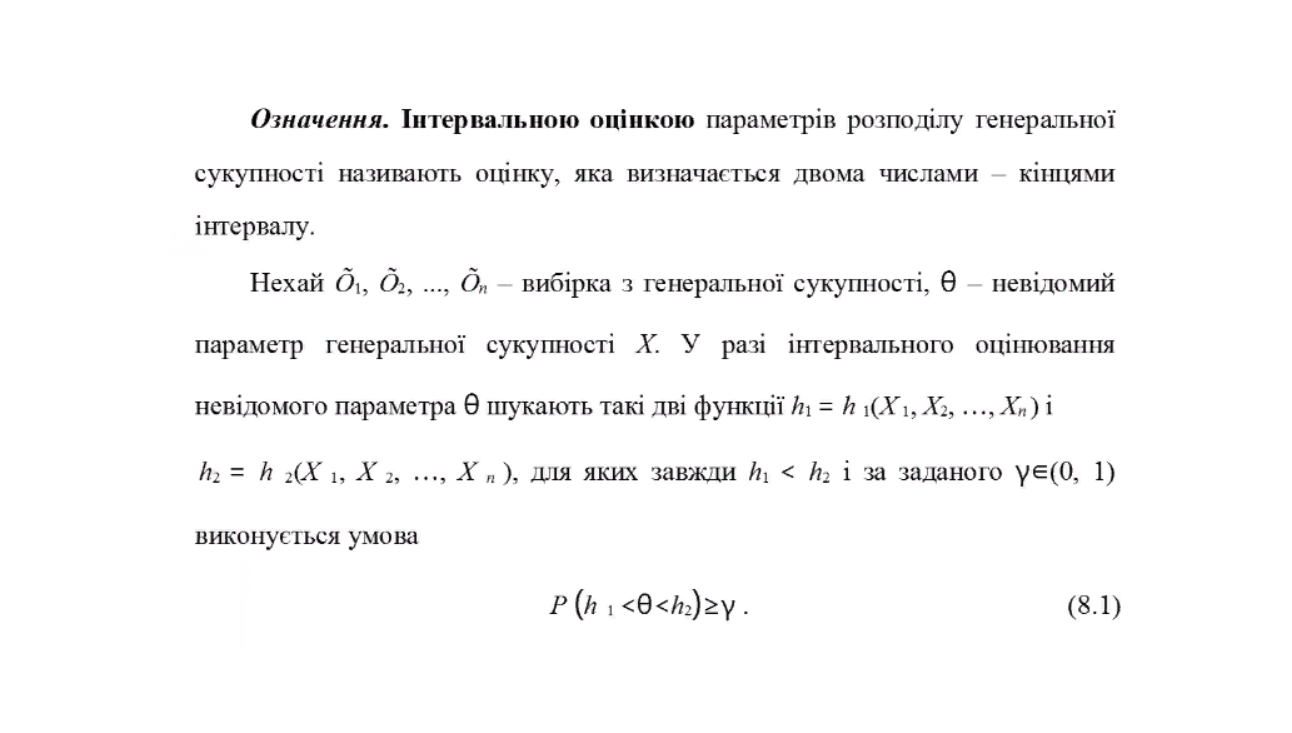 Означення. Інтервальною оцінкою параметрів розподілу генеральної
сукупності називають оцінку, яка визначається двома числами – кінцями
інтервалу.
Нехай Õ₁, Õ₂, ..., Õₙ – вибірка з генеральної сукупності, θ – невідомий
параметр генеральної сукупності X. У разі інтервального оцінювання
невідомого параметра θ шукають такі дві функції h₁ = h ₁(X₁, X₂, …, Xₙ) і
h₂ = h ₂(X ₁, X ₂, …, X ₙ ), для яких завжди h₁ < h₂ і за заданого γ∈(0, 1)
виконується умова
P (h ₁ <θ<h₂)≥γ . (8.1)